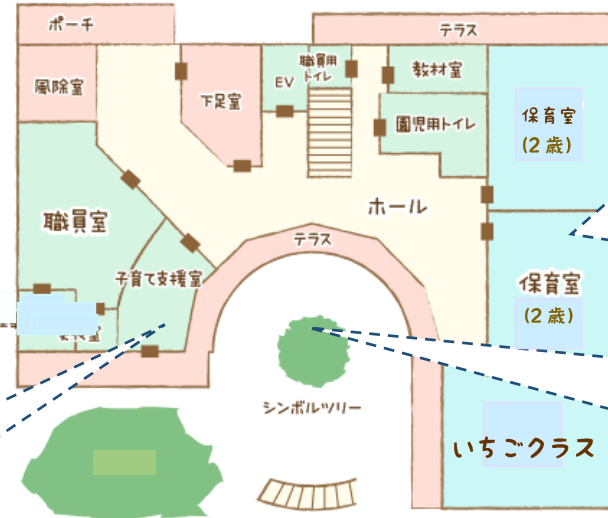 ポーチ
テラス
風除室
下足室
EV
職員用
トイレ
教材室
園児用トイレ
保育室
(2歳)
職員室
ホール
テラス
子育て支援室
保育室
(2歳)
シンボルツリー
いちごクラス